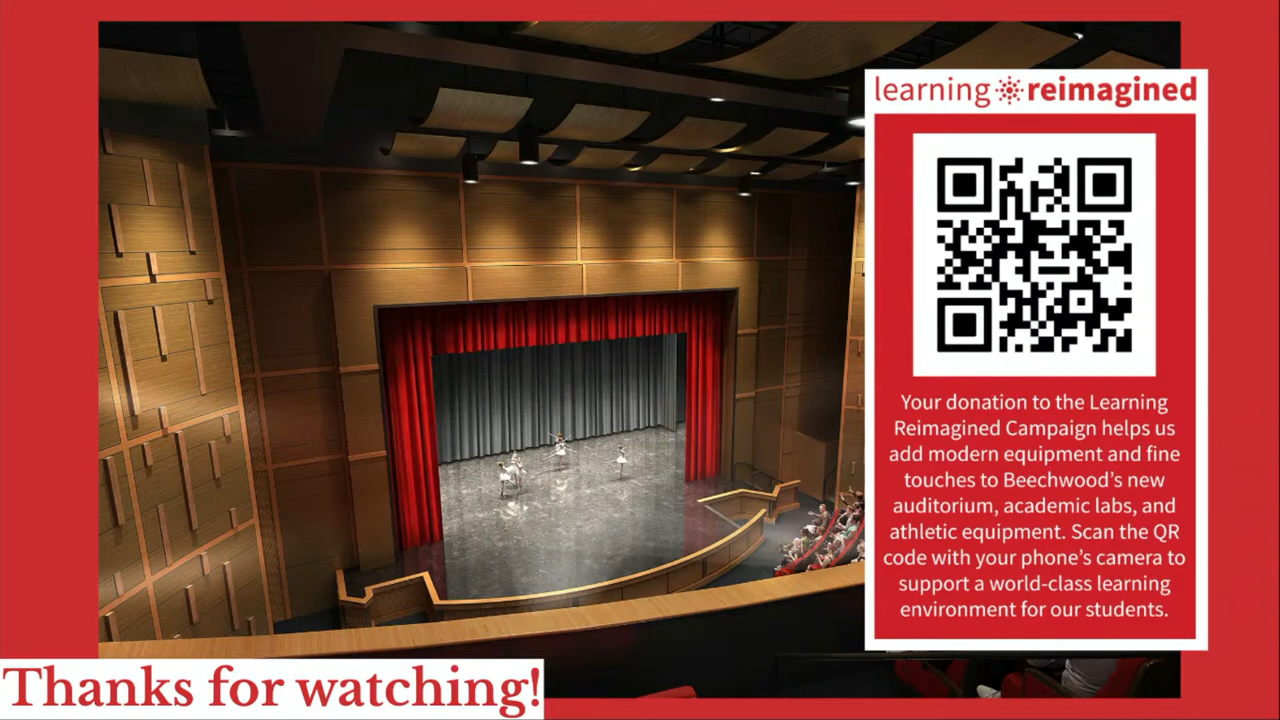 learning reimagined
Your donation to the Learning
Reimagined Campaign helps us
add modern equipment and fine
touches to Beechwood’s new
auditorium, academic labs, and
athletic equipment. Scan the QR
code with your phone’s camera to
support a world-class learning
environment for our students.
Thanks for watching!